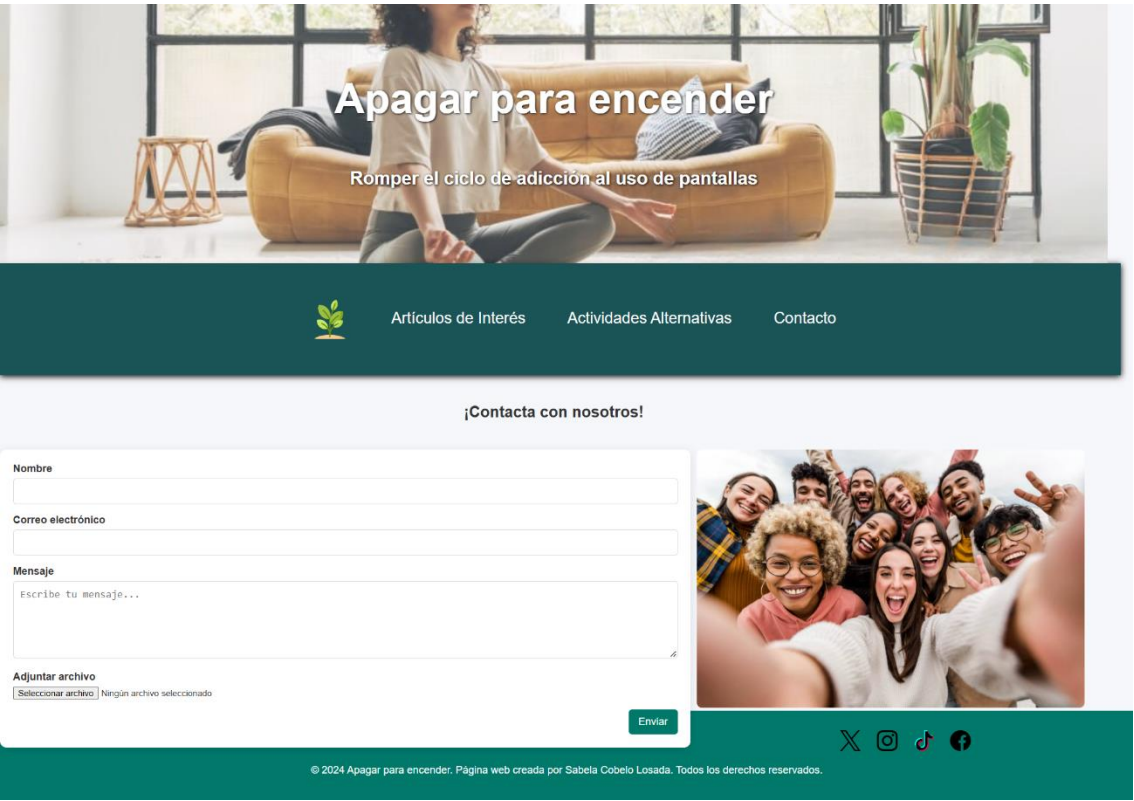 Apagar para encender
Romper el ciclo de adicción al uso de pantallas
Artículos de Interés Actividades Alternativas Contacto
¡Contacta con nosotros!
Nombre
Correo electrónico
Mensaje
Escribe tu mensaje...
Adjuntar archivo
Seleccionar archivo Ningún archivo seleccionado
Enviar
© 2024 Apagar para encender. Página web creada por Sabela Cobelo Losada. Todos los derechos reservados.